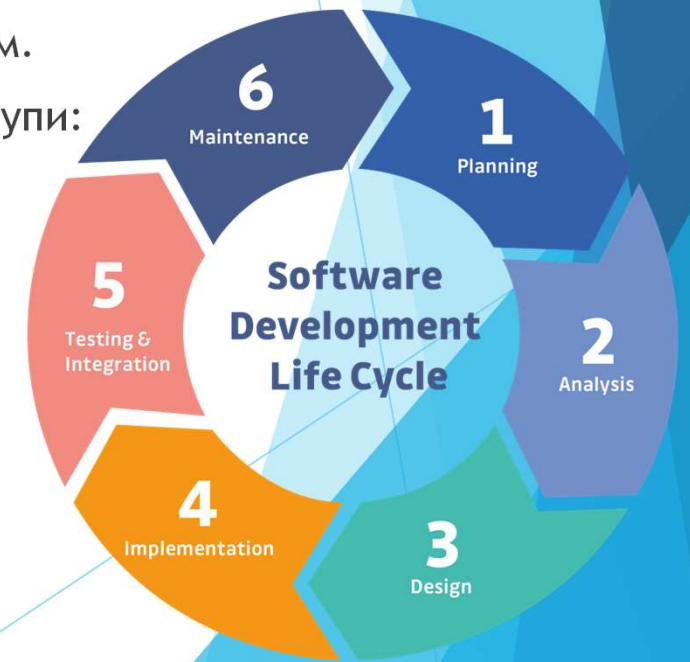 м.
упи:
6
Maintenance
1
Planning
5
Testing &
Integration
Software
Development
Life Cycle
2
Analysis
4
Implementation
3
Design